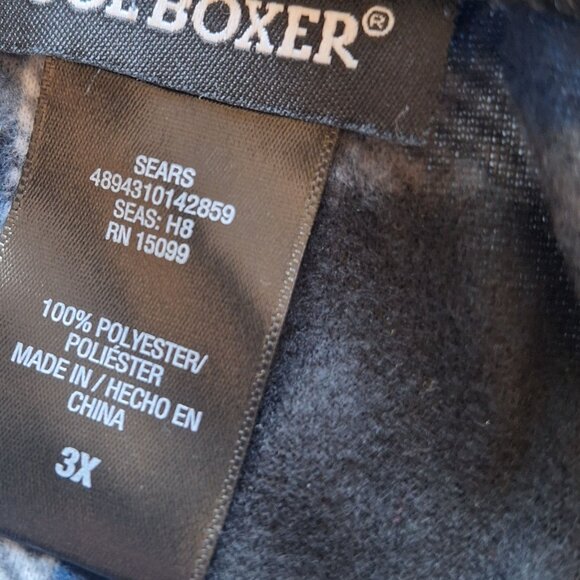 BOXER®
SEARS
4894310142859
SEAS: H8
RN 15099
100% POLYESTER/
POLIÉSTER
MADE IN / HECHO EN
CHINA
3X